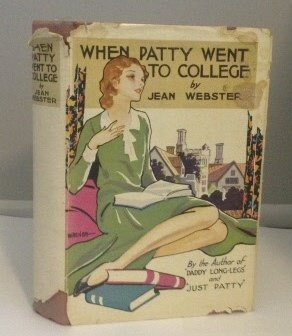 WHEN
PATTY WENT
TO COLLEGE
by
JEAN
WEBSTER
WHEN PATTY WENT
TO COLLEGE
by
JEAN WEBSTER
By the Author of
"DADDY LONG-LEGS"
and
"JUST PATTY"